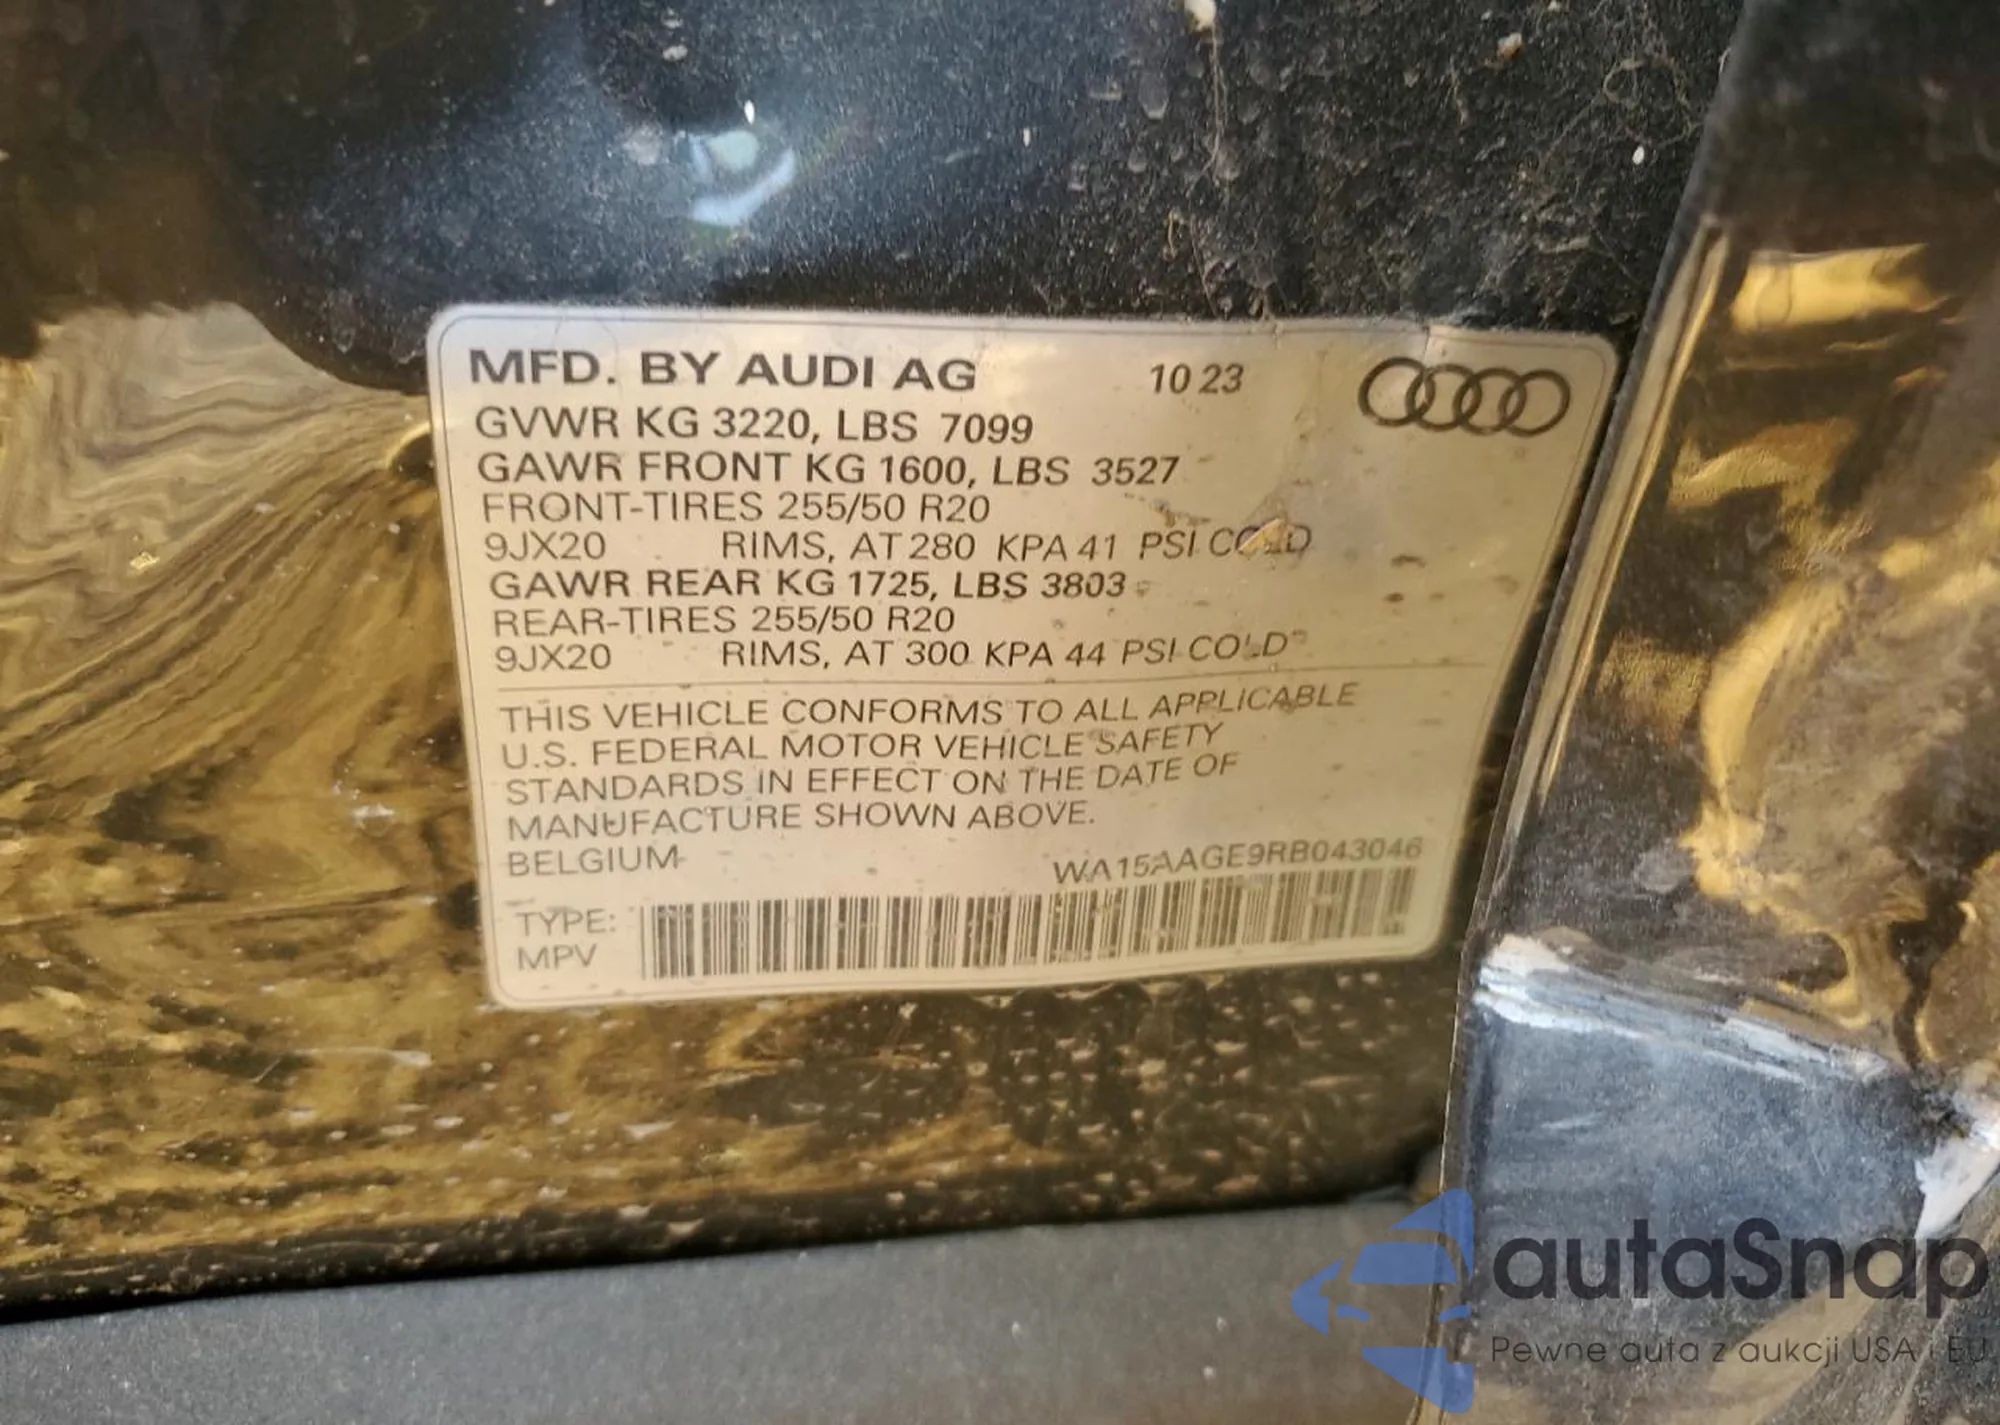 MFD. BY AUDI AG 10 23
GVWR KG 3220, LBS 7099
GAWR FRONT KG 1600, LBS 3527
FRONT-TIRES 255/50 R20
9JX20 RIMS, AT 280 KPA 41 PSI COLD
GAWR REAR KG 1725, LBS 3803
REAR-TIRES 255/50 R20
9JX20 RIMS, AT 300 KPA 44 PSI COLD
THIS VEHICLE CONFORMS TO ALL APPLICABLE
U.S. FEDERAL MOTOR VEHICLE SAFETY
STANDARDS IN EFFECT ON THE DATE OF
MANUFACTURE SHOWN ABOVE.
BELGIUM WA15AAGE9RB043046
TYPE:
MPV
autaSnap
Pewne auta z aukcji USA i EU